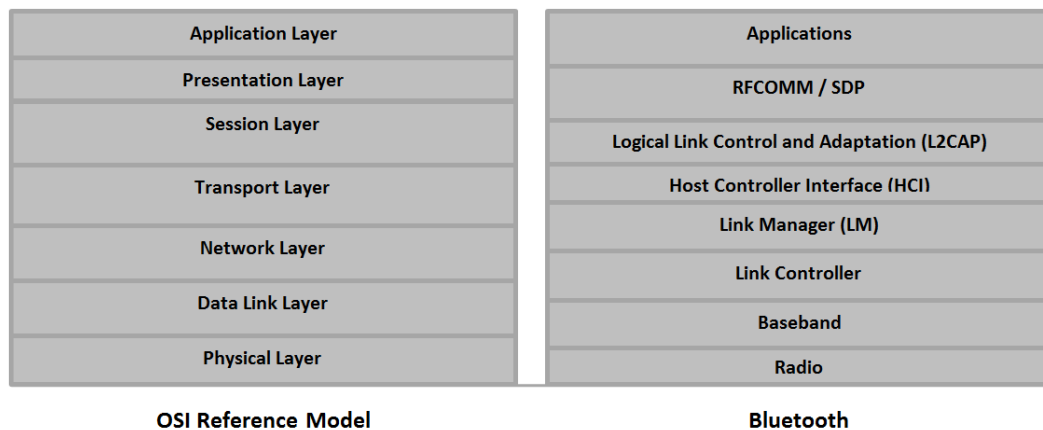 Application Layer
Presentation Layer
Session Layer
Transport Layer
Network Layer
Data Link Layer
Physical Layer
OSI Reference Model
Applications
RFCOMM / SDP
Logical Link Control and Adaptation (L2CAP)
Host Controller Interface (HCI)
Link Manager (LM)
Link Controller
Baseband
Radio
Bluetooth